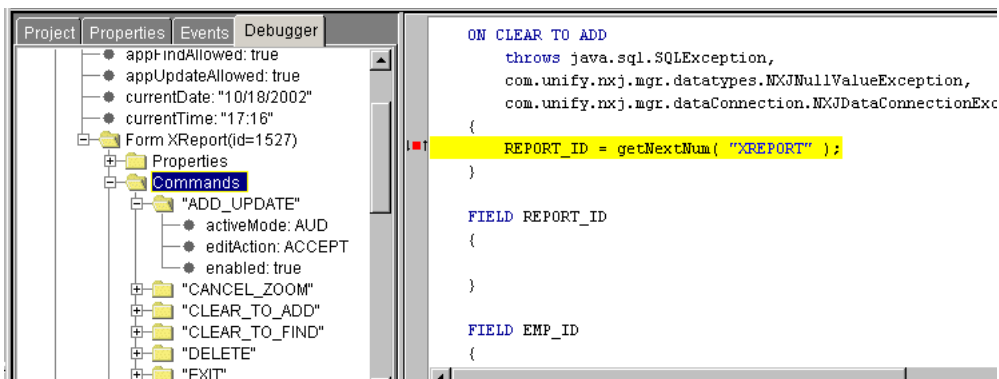 Project Properties Events Debugger
appFindAllowed: true
appUpdateAllowed: true
currentDate: "10/18/2002"
currentTime: "17:16"
Form XReport(id=1527)
Properties
Commands
"ADD_UPDATE"
activeMode: AUD
editAction: ACCEPT
enabled: true
"CANCEL_ZOOM"
"CLEAR_TO_ADD"
"CLEAR_TO_FIND"
"DELETE"
"EXIT"
ON CLEAR TO ADD
throws java.sql.SQLException,
com.unify.nxj.mgr.datatypes.NXJNullValueException,
com.unify.nxj.mgr.dataConnection.NXJDataConnectionExc
{
REPORT_ID = getNextNum( "XREPORT" );
}
FIELD REPORT_ID
{
}
FIELD EMP_ID
{